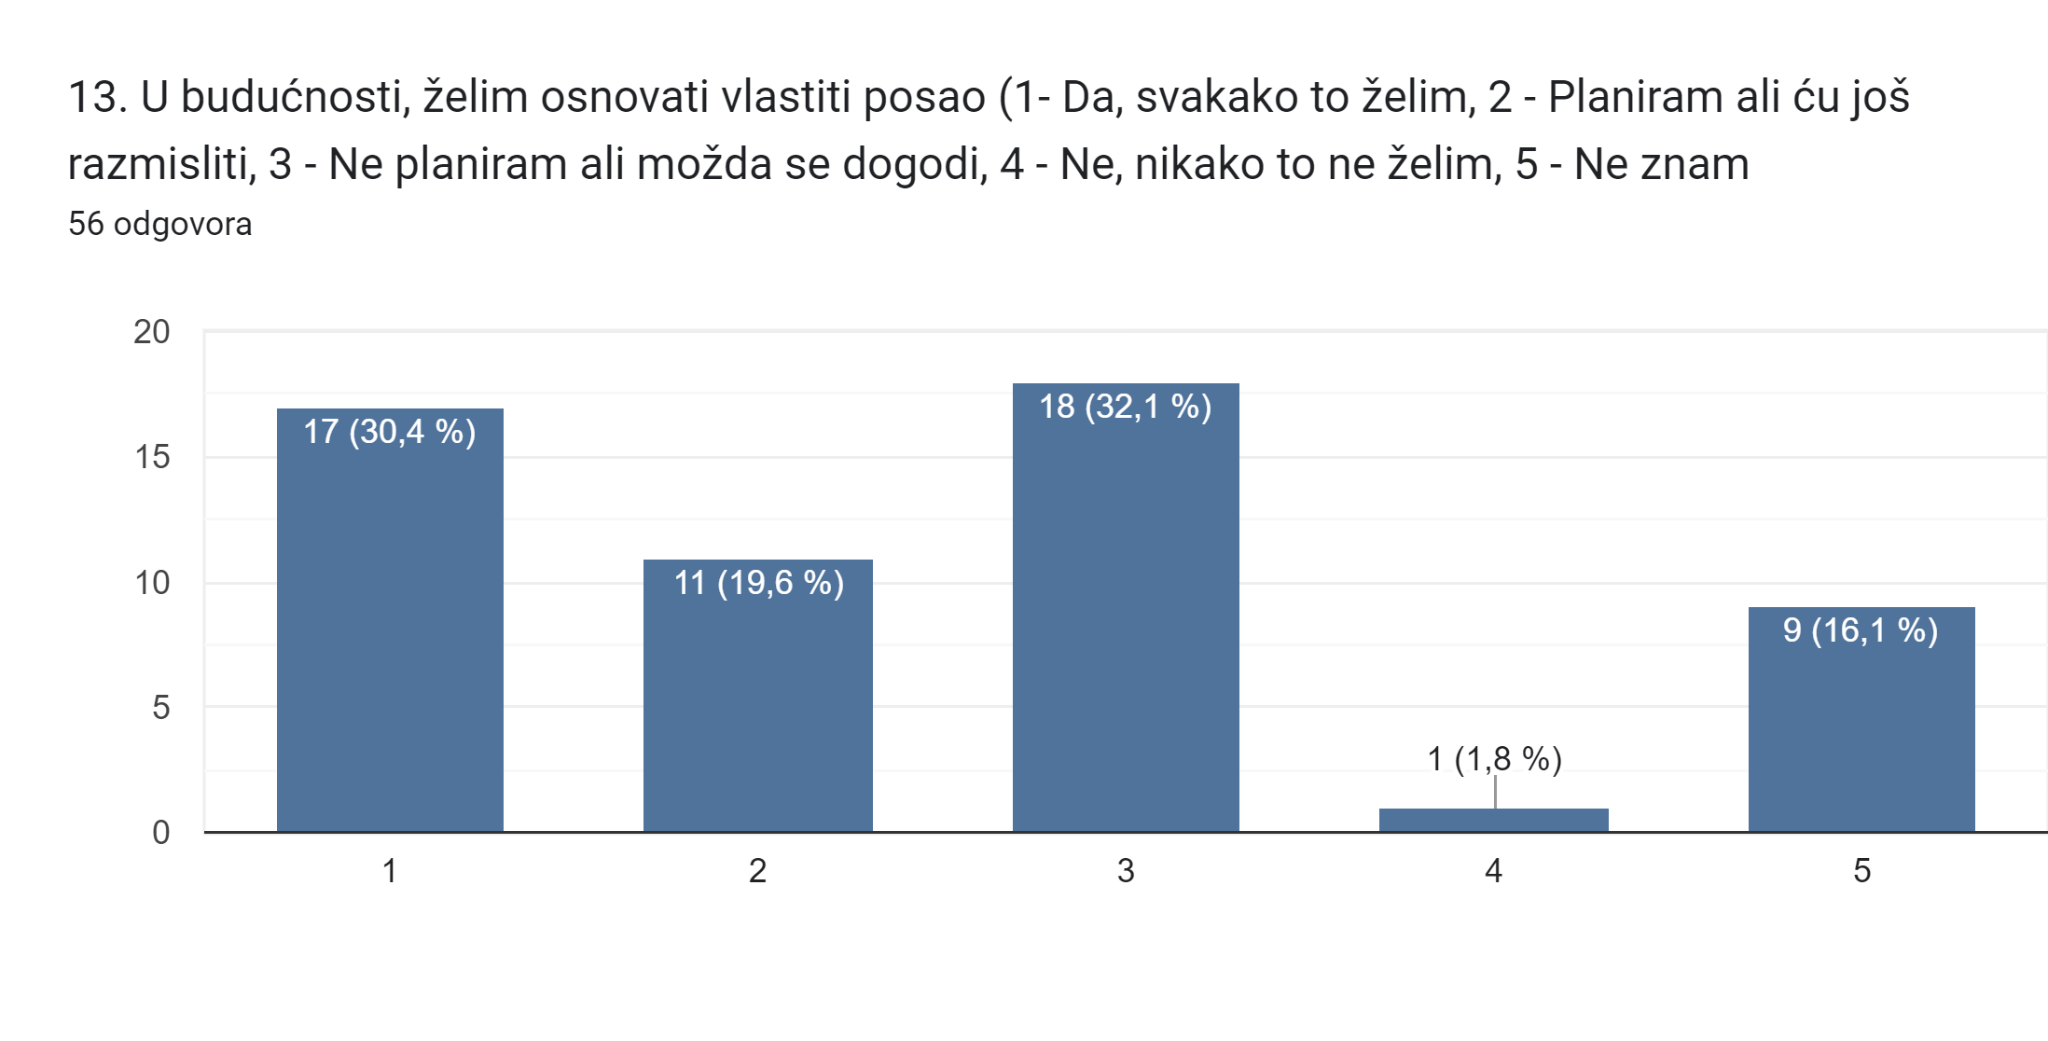 13. U budućnosti, želim osnovati vlastiti posao (1- Da, svakako to želim, 2 - Planiram ali ću još
razmisliti, 3 - Ne planiram ali možda se dogodi, 4 - Ne, nikako to ne želim, 5 - Ne znam
56 odgovora
20
18 (32,1 %)
17 (30,4 %)
15
11 (19,6 %)
10
9 (16,1 %)
5
1 (1,8 %)
0
1 2 3 4 5